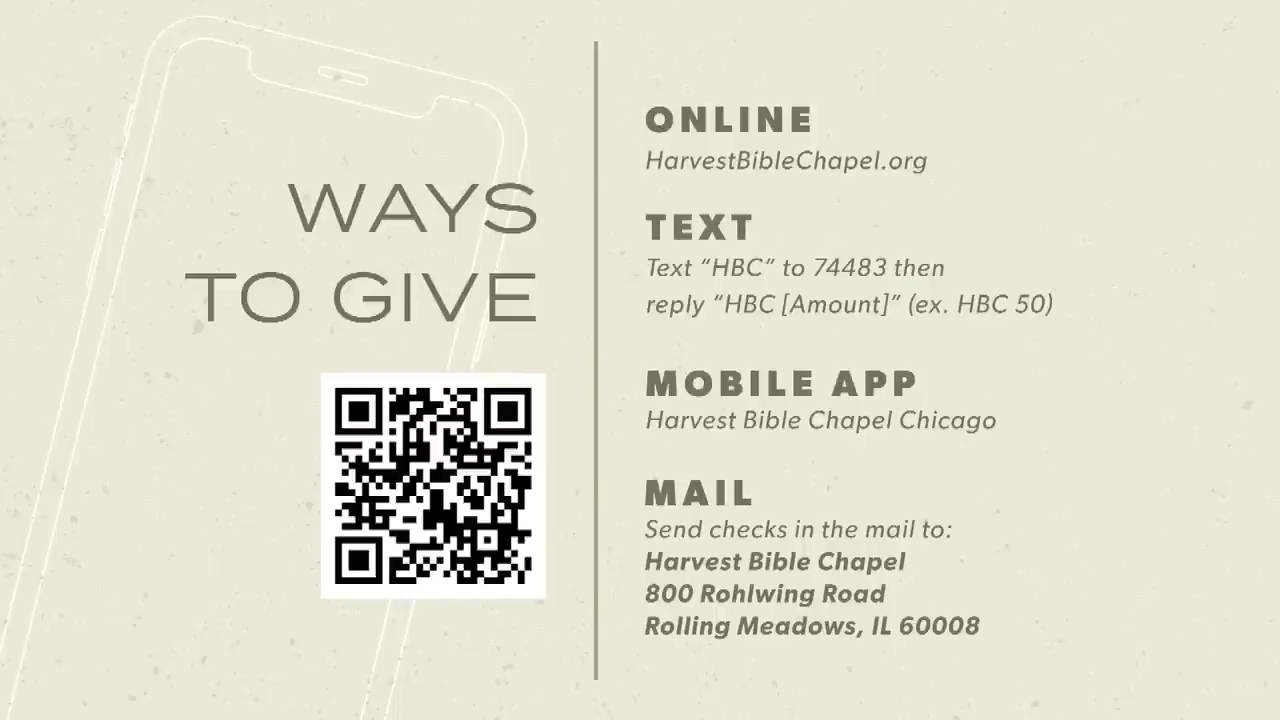 WAYS
TO GIVE
ONLINE
HarvestBibleChapel.org
TEXT
Text “HBC” to 74483 then
reply “HBC [Amount]” (ex. HBC 50)
MOBILE APP
Harvest Bible Chapel Chicago
MAIL
Send checks in the mail to:
Harvest Bible Chapel
800 Rohlwing Road
Rolling Meadows, IL 60008